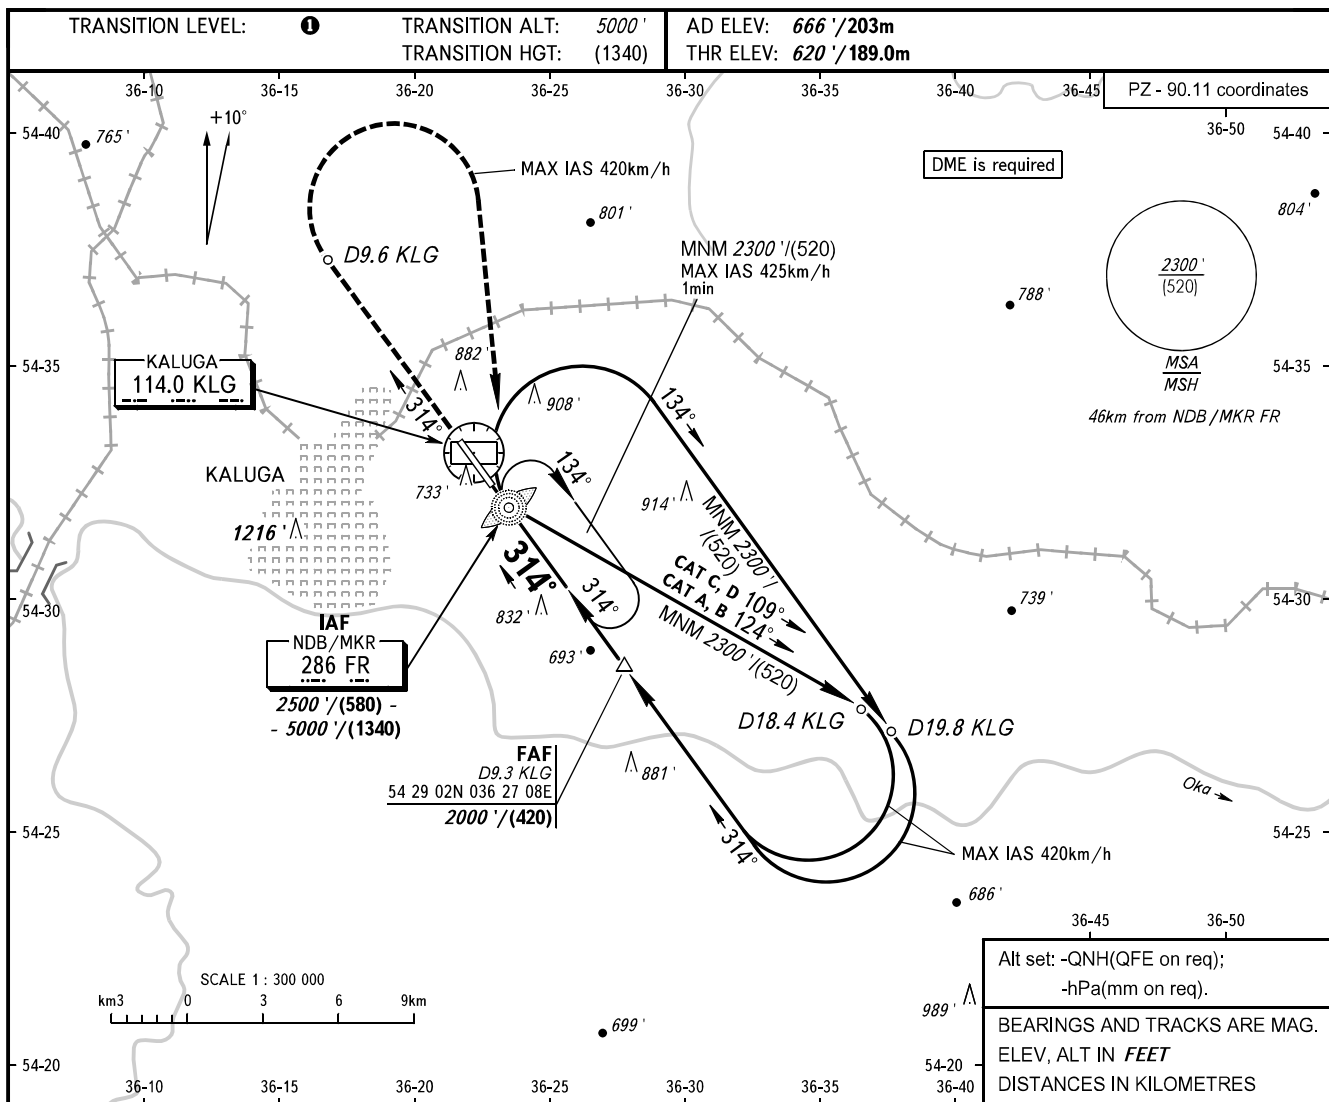 TRANSITION LEVEL: 1 TRANSITION ALT: 5000 '
TRANSITION HGT: (1340)
AD ELEV: 666 '/203m
THR ELEV: 620 '/189.0m
36-10 36-15 36-20 36-25 36-30 36-35 36-40 36-45
PZ - 90.11 coordinates
36-50
54-40 54-40
765 '
+10°
MAX IAS 420km/h
DME is required
801 '
804 '
D9.6 KLG
MNM 2300 '/(520)
MAX IAS 425km/h
1min
2300 '
(520)
788 '
MSA
MSH
46km from NDB/MKR FR
54-35 54-35
KALUGA
114.0 KLG
882 '
908 '
314°
134°
KALUGA
733 '
134°
914 '
1216 '
MNM 2300 '/
/(520)
CAT C, D 109°
CAT A, B 124°
MNM 2300 '/(520)
314°
314°
832 '
739 '
54-30 54-30
IAF
NDB/MKR
286 FR
2500 '/(580) -
- 5000 '/(1340)
693 '
D18.4 KLG
D19.8 KLG
FAF
D9.3 KLG
54 29 02N 036 27 08E
2000 '/(420)
881 '
Oka
54-25 54-25
314°
MAX IAS 420km/h
686 '
36-45 36-50
SCALE 1 : 300 000
km3 0 3 6 9km
Alt set: -QNH(QFE on req);
-hPa(mm on req).
989 '
699 '
BEARINGS AND TRACKS ARE MAG.
ELEV, ALT IN FEET
DISTANCES IN KILOMETRES
54-20 54-20
36-10 36-15 36-20 36-25 36-30 36-35 36-40